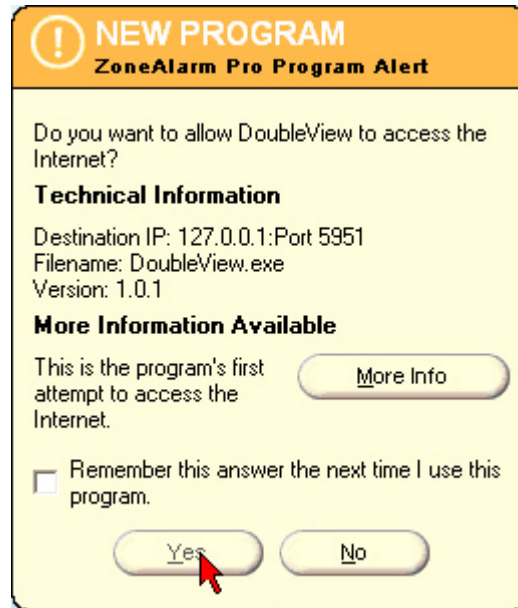 NEW PROGRAM
ZoneAlarm Pro Program Alert
Do you want to allow DoubleView to access the
Internet?
Technical Information
Destination IP: 127.0.0.1:Port 5951
Filename: DoubleView.exe
Version: 1.0.1
More Information Available
This is the program's first
attempt to access the
Internet.
More Info
Remember this answer the next time I use this
program.
Yes
No